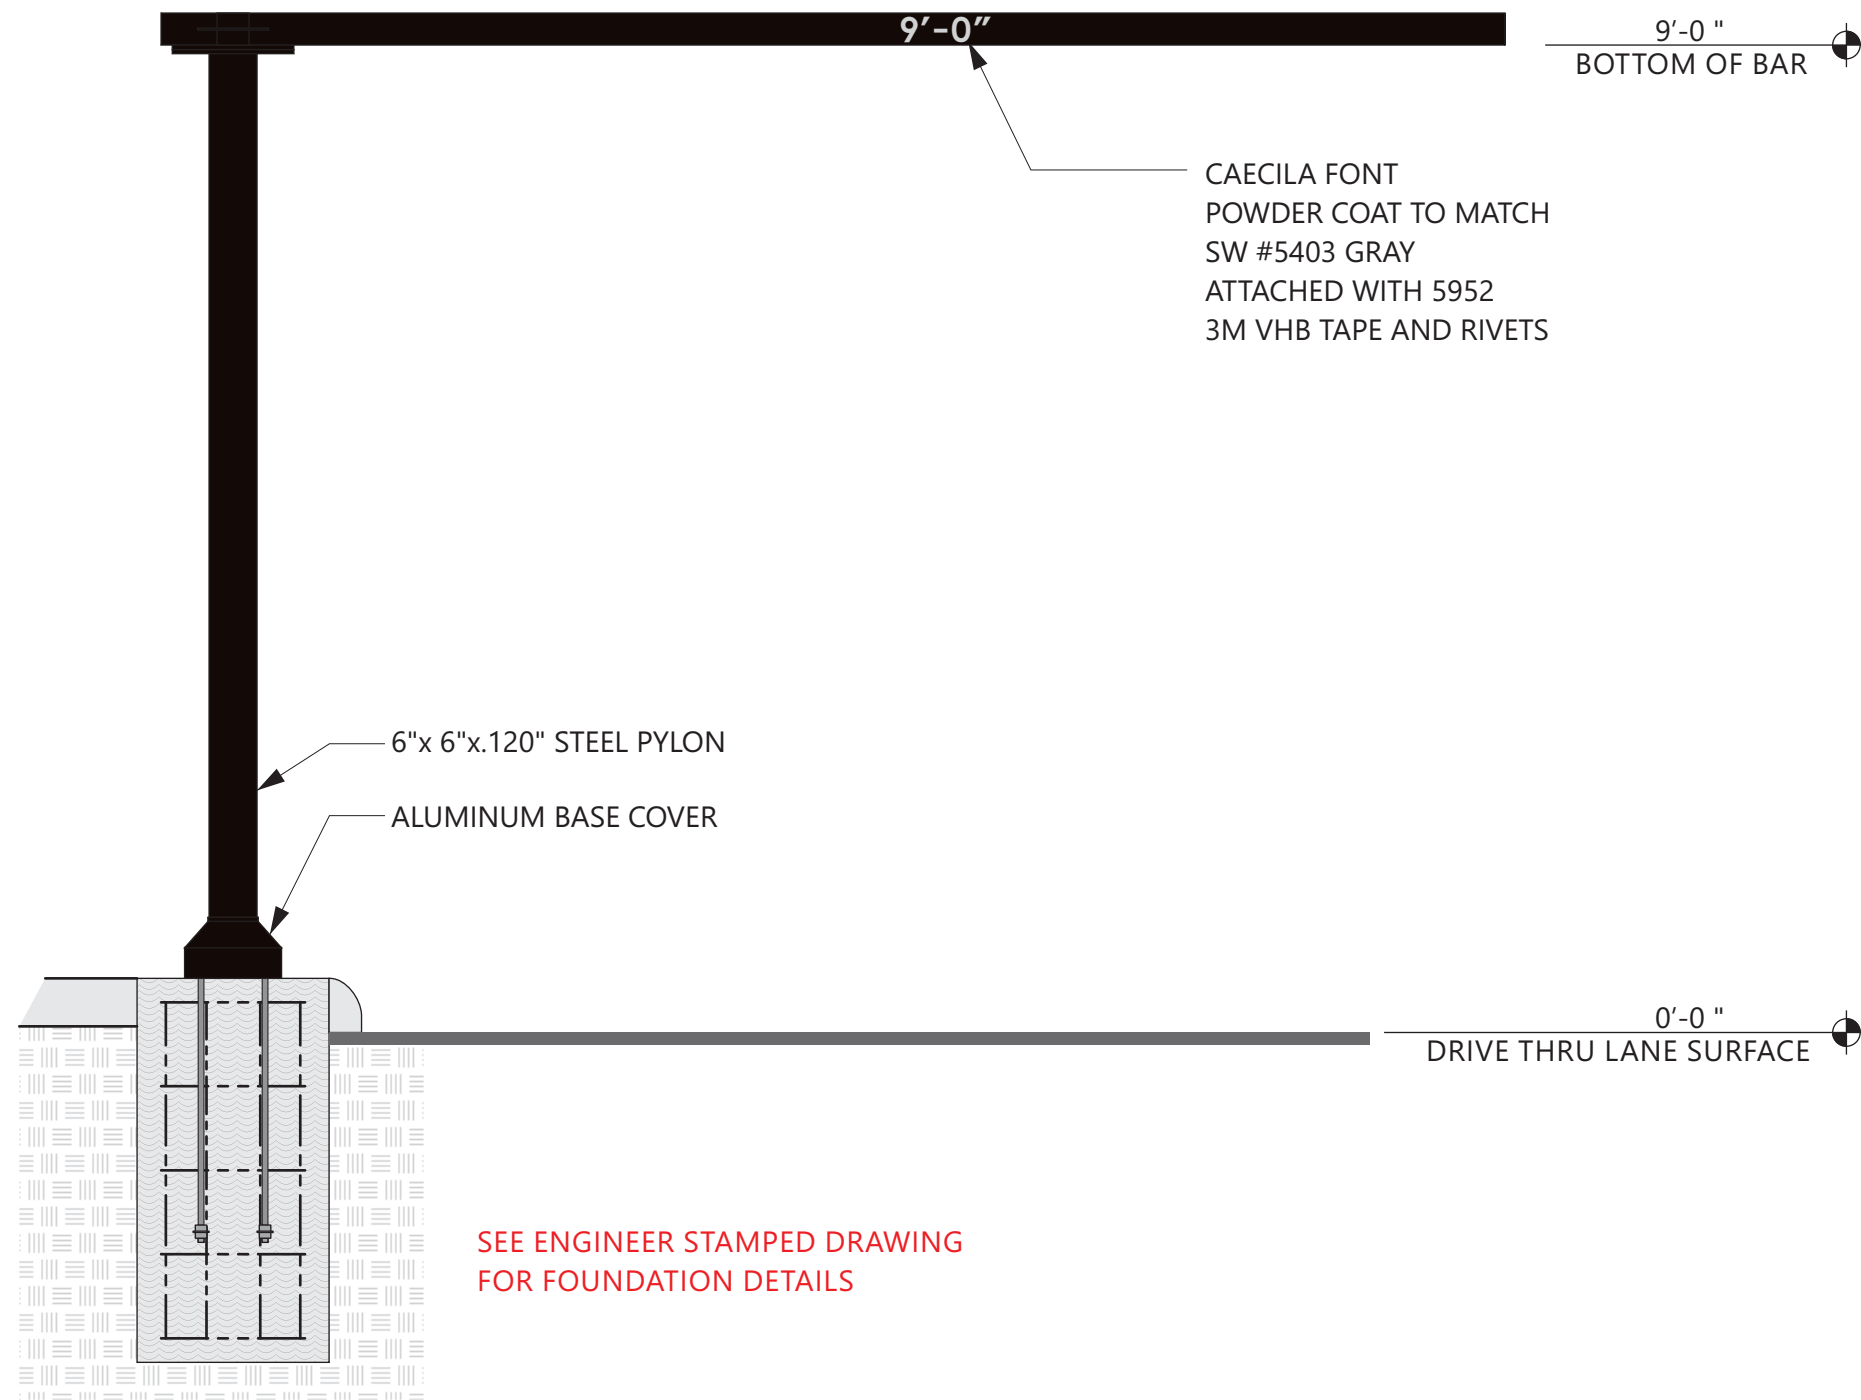 9′-0″
9′-0 "
BOTTOM OF BAR
CAECILA FONT
POWDER COAT TO MATCH
SW #5403 GRAY
ATTACHED WITH 5952
3M VHB TAPE AND RIVETS
6"x 6"x.120" STEEL PYLON
ALUMINUM BASE COVER
0′-0 "
DRIVE THRU LANE SURFACE
SEE ENGINEER STAMPED DRAWING
FOR FOUNDATION DETAILS